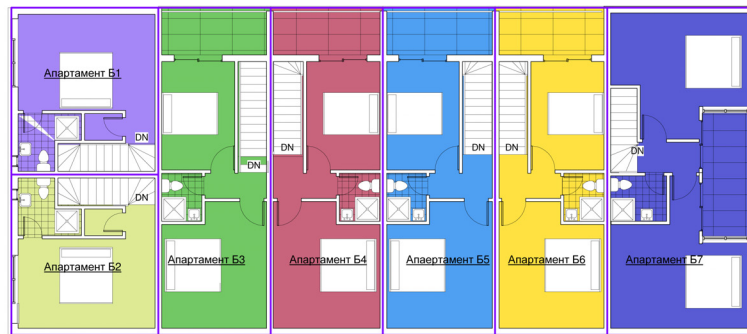 Апартамент Б1
DN
DN
DN
DN
DN
DN
DN
Апартамент Б2
Апартамент Б3
Апартамент Б4
Апаертамент Б5
Апартамент Б6
Апартамент Б7